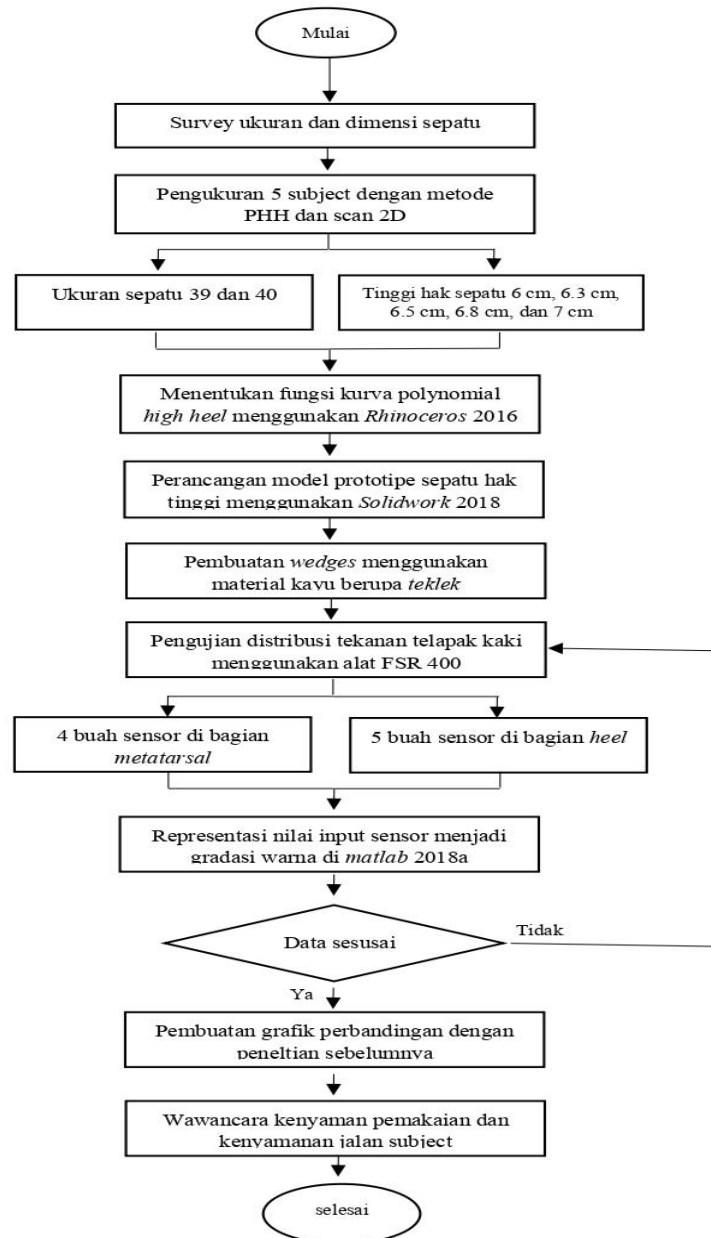 Mulai
Survey ukuran dan dimensi sepatu
Pengukuran 5 subject dengan metode
PHH dan scan 2D
Ukuran sepatu 39 dan 40
Tinggi hak sepatu 6 cm, 6.3 cm,
6.5 cm, 6.8 cm, dan 7 cm
Menentukan fungsi kurva polynomial
high heel menggunakan Rhinoceros 2016
Perancangan model prototipe sepatu hak
tinggi menggunakan Solidwork 2018
Pembuatan wedges menggunakan
material kayu berupa teklek
Pengujian distribusi tekanan telapak kaki
menggunakan alat FSR 400
4 buah sensor di bagian
metatarsal
5 buah sensor di bagian heel
Representasi nilai input sensor menjadi
gradasi warna di matlab 2018a
Data sesusai
Tidak
Ya
Pembuatan grafik perbandingan dengan
peneltian sebelumnya
Wawancara kenyaman pemakaian dan
kenyamanan jalan subject
selesai